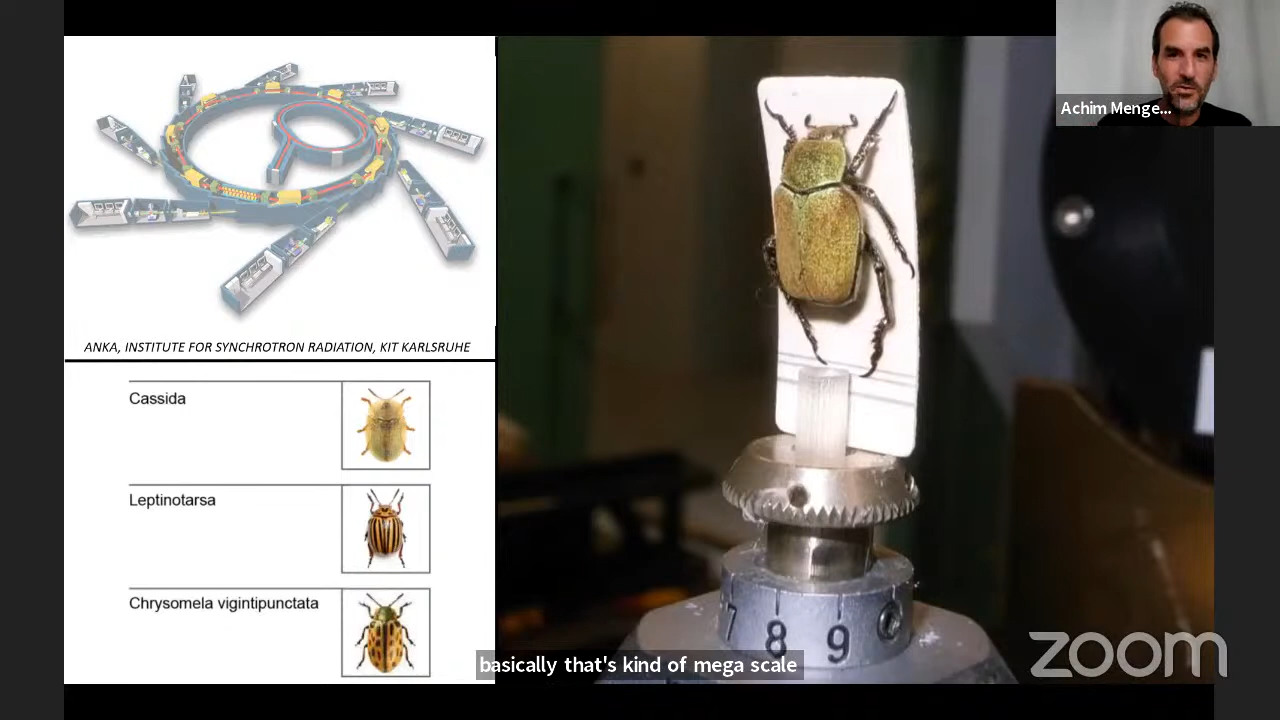 Achim Menge...
ANKA, INSTITUTE FOR SYNCHROTRON RADIATION, KIT KARLSRUHE
Cassida
Leptinotarsa
Chrysomela vigintipunctata
7 8 9
zoom
basically that's kind of mega scale